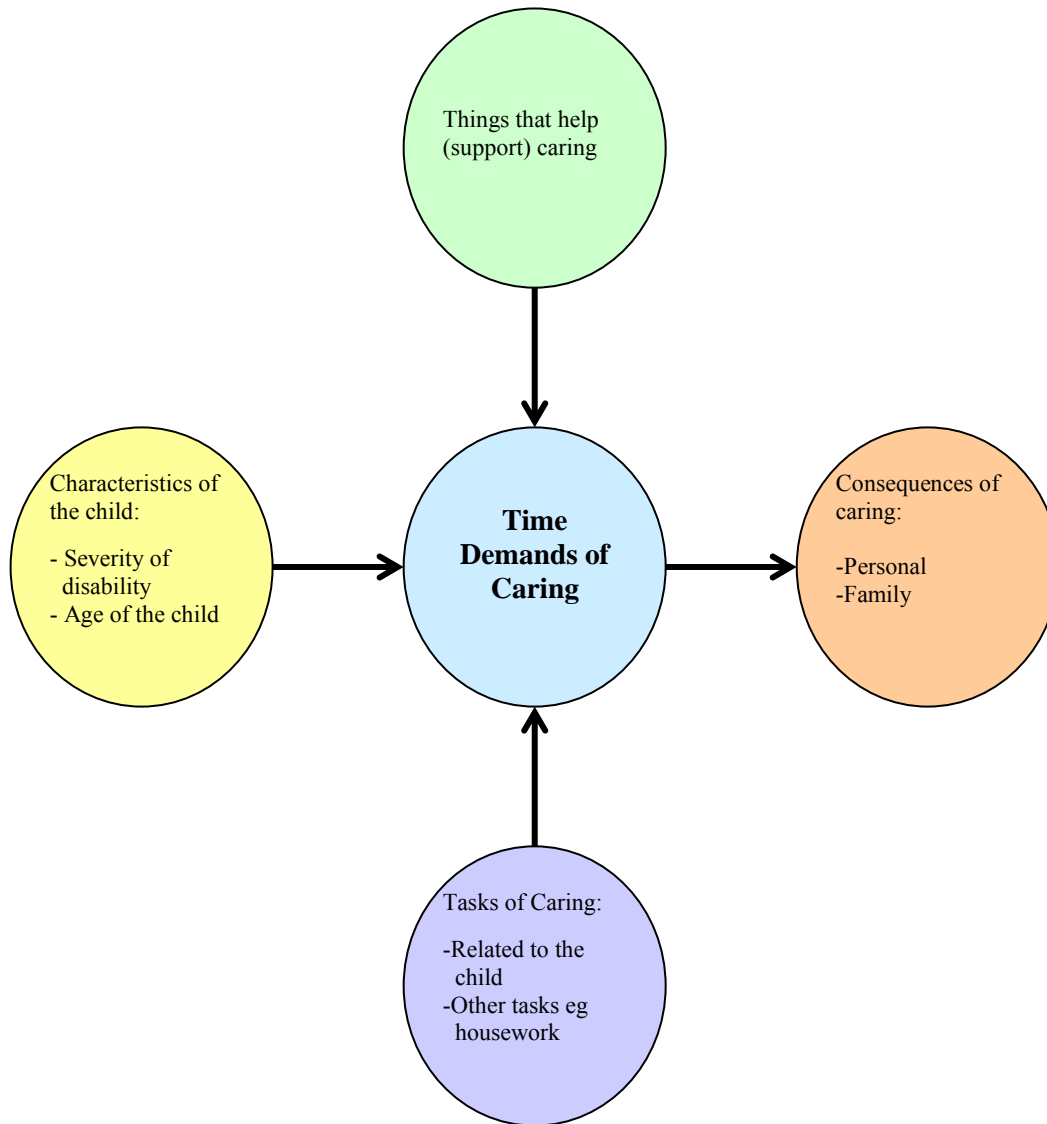 Things that help
(support) caring
Characteristics of
the child:
- Severity of
disability
- Age of the child
Time
Demands of
Caring
Consequences of
caring:
-Personal
-Family
Tasks of Caring:
-Related to the
child
-Other tasks eg
housework